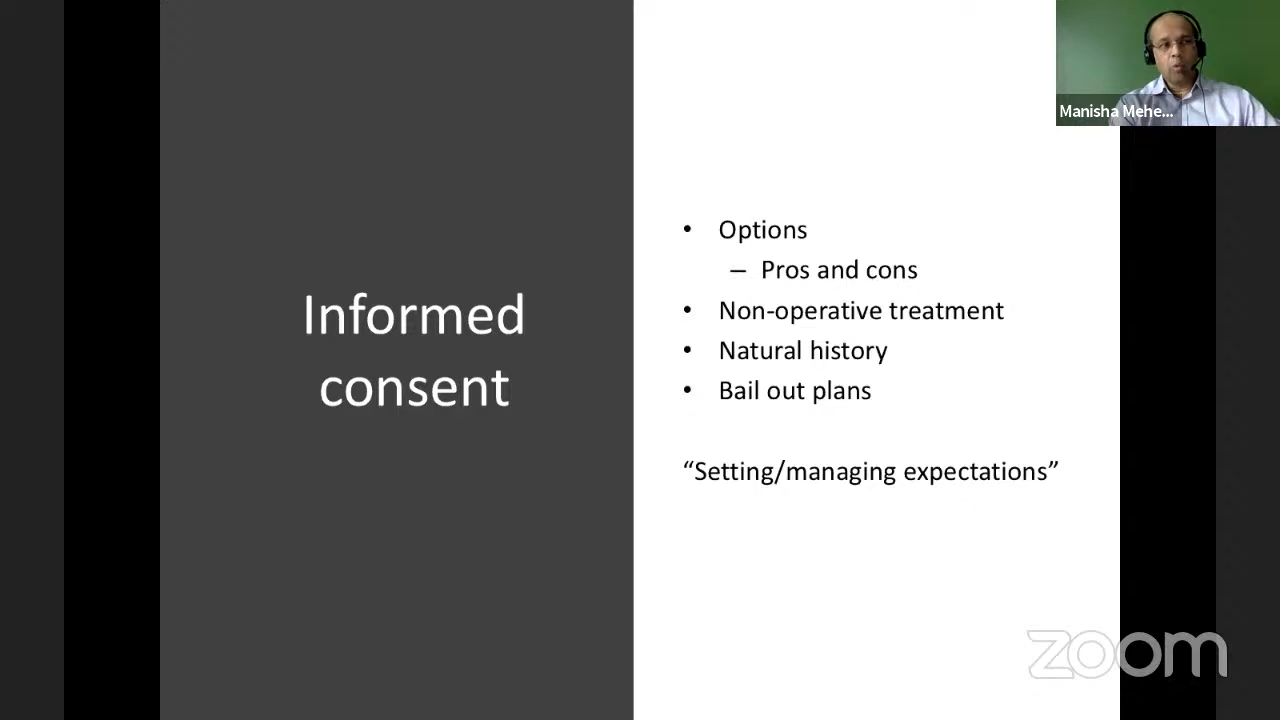 Manisha Mehe...
Informed
consent
• Options
– Pros and cons
• Non-operative treatment
• Natural history
• Bail out plans
“Setting/managing expectations”
zoom